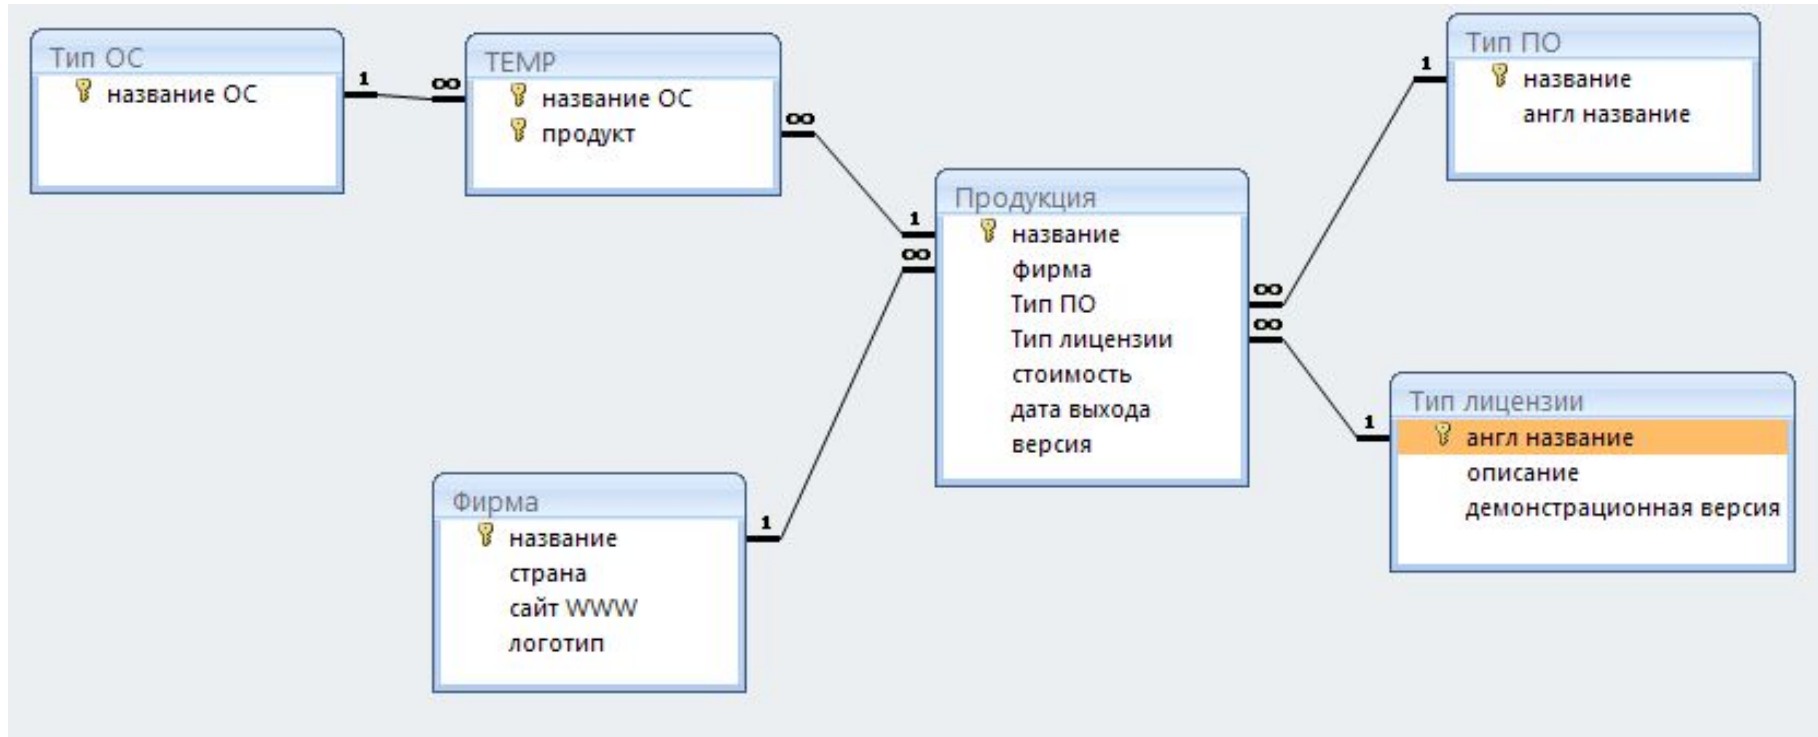 Тип ОС
название ОС
1
∞
TEMP
название ОС
продукт
∞
1
∞
Продукция
название
фирма
Тип ПО
Тип лицензии
стоимость
дата выхода
версия
∞
∞
1
Тип ПО
название
англ название
1
Тип лицензии
англ название
описание
демонстрационная версия
Фирма
название
страна
сайт WWW
логотип
1